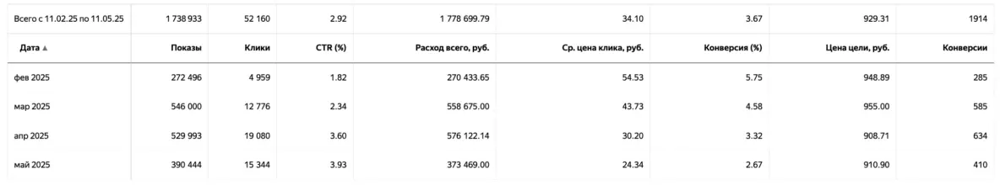 Всего с 11.02.25 по 11.05.25 1 738 933 52 160 2.92 1 778 699.79 34.10 3.67 929.31 1914
Дата ▲ Показы Клики CTR (%) Расход всего, руб. Ср. цена клика, руб. Конверсия (%) Цена цели, руб. Конверсии
фев 2025 272 496 4 959 1.82 270 433.65 54.53 5.75 948.89 285
мар 2025 546 000 12 776 2.34 558 675.00 43.73 4.58 955.00 585
апр 2025 529 993 19 080 3.60 576 122.14 30.20 3.32 908.71 634
май 2025 390 444 15 344 3.93 373 469.00 24.34 2.67 910.90 410